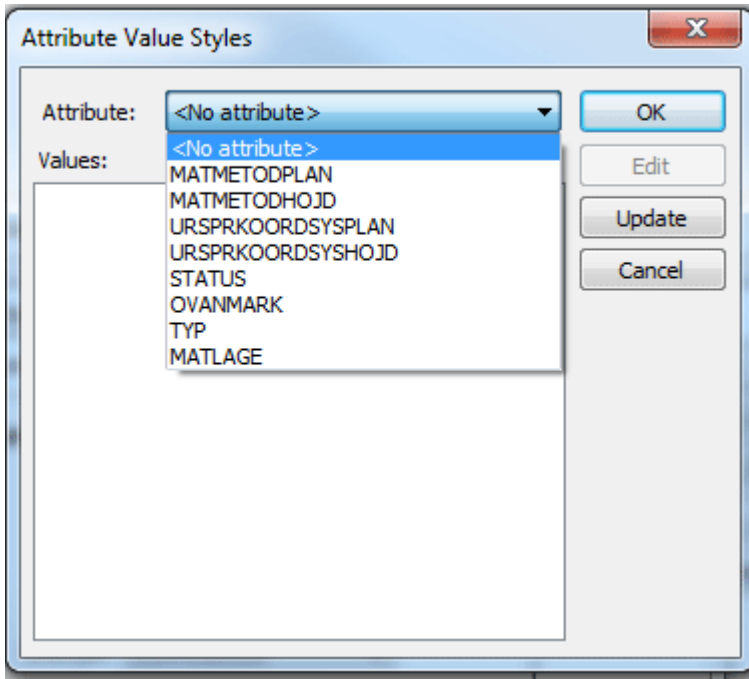 Attribute Value Styles
Attribute: <No attribute> OK
<No attribute>
Values: Edit
MATMETODPLAN
MATMETODHOJD
Update
URSPRKOORDSYSPLAN
URSPRKOORDSYSHOJD
Cancel
STATUS
OVANMARK
TYP
MATLAGE